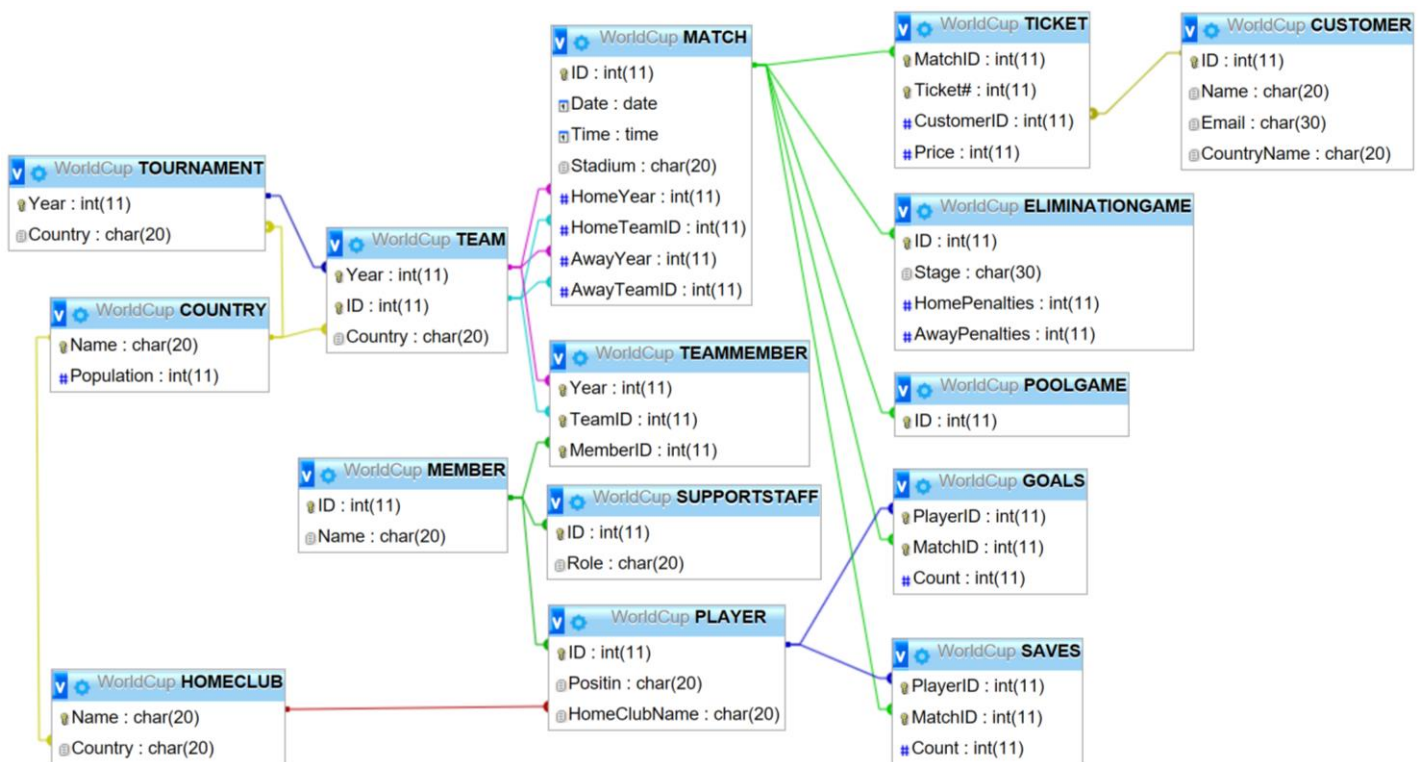 WorldCup TOURNAMENT
Year : int(11)
Country : char(20)
WorldCup COUNTRY
Name : char(20)
#Population : int(11)
WorldCup TEAM
Year : int(11)
ID : int(11)
Country : char(20)
WorldCup MEMBER
ID : int(11)
Name : char(20)
WorldCup HOMECLUB
Name : char(20)
Country : char(20)
WorldCup MATCH
ID : int(11)
Date : date
Time : time
Stadium : char(20)
#HomeYear : int(11)
#HomeTeamID : int(11)
#AwayYear : int(11)
#AwayTeamID : int(11)
WorldCup TEAMMEMBER
Year : int(11)
TeamID : int(11)
MemberID : int(11)
WorldCup SUPPORTSTAFF
ID : int(11)
Role : char(20)
WorldCup PLAYER
ID : int(11)
Positin : char(20)
HomeClubName : char(20)
WorldCup TICKET
MatchID : int(11)
Ticket# : int(11)
#CustomerID : int(11)
#Price : int(11)
WorldCup CUSTOMER
ID : int(11)
Name : char(20)
Email : char(30)
CountryName : char(20)
WorldCup ELIMINATIONGAME
ID : int(11)
Stage : char(30)
#HomePenalties : int(11)
#AwayPenalties : int(11)
WorldCup POOLGAME
ID : int(11)
WorldCup GOALS
PlayerID : int(11)
MatchID : int(11)
#Count : int(11)
WorldCup SAVES
PlayerID : int(11)
MatchID : int(11)
#Count : int(11)